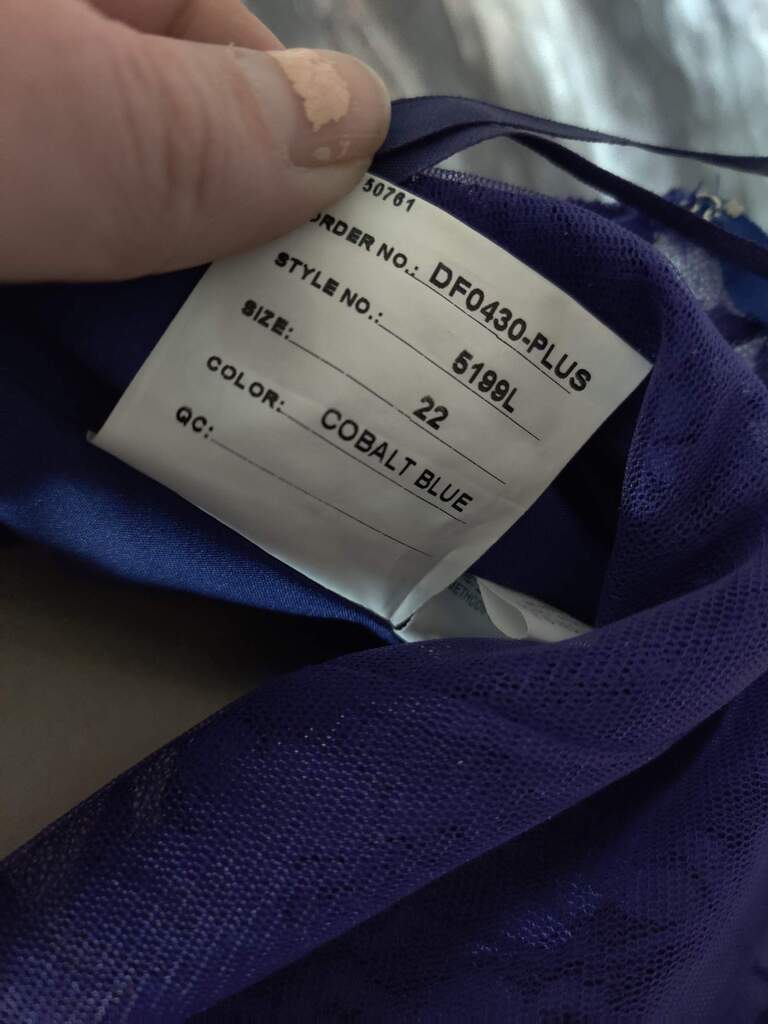 50761
ORDER NO.: DF0430-PLUS
STYLE NO.: 5199L
SIZE: 22
COLOR: COBALT BLUE
QC: